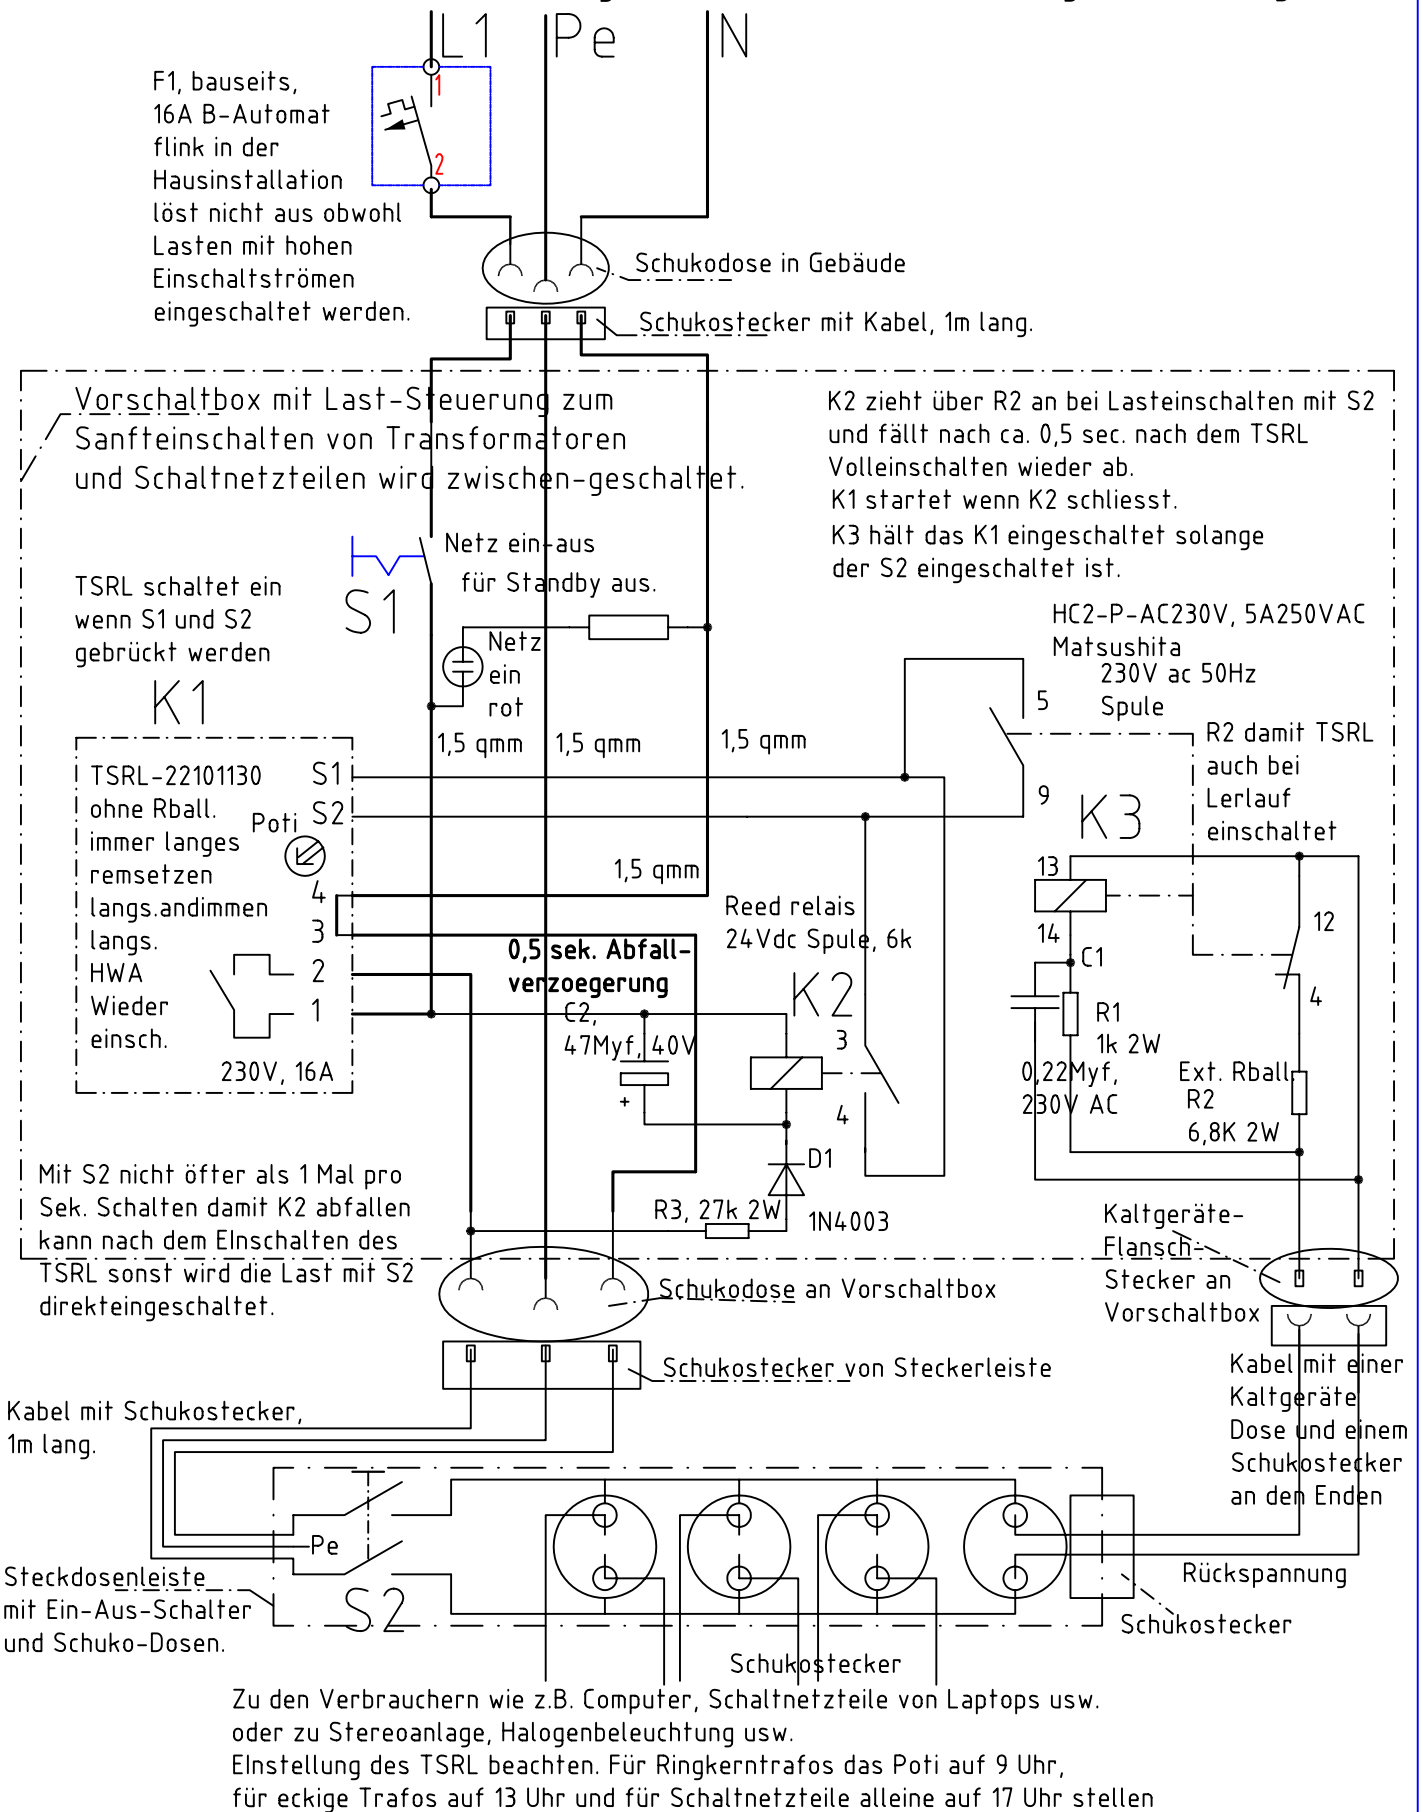 L1
Pe
N
1
2
F1, bauseits,
16A B-Automat
flink in der
Hausinstallation
löst nicht aus obwohl
Lasten mit hohen
Einschaltströmen
eingeschaltet werden.
Schukodose in Gebäude
Schukostecker mit Kabel, 1m lang.
Vorschaltbox mit Last-Steuerung zum
Sanfteinschalten von Transformatoren
und Schaltnetzteilen wird zwischen-geschaltet.
K2 zieht über R2 an bei Lasteinschalten mit S2
und fällt nach ca. 0,5 sec. nach dem TSRL
Volleinschalten wieder ab.
K1 startet wenn K2 schliesst.
K3 hält das K1 eingeschaltet solange
der S2 eingeschaltet ist.
Netz ein-aus
für Standby aus.
S1
TSRL schaltet ein
wenn S1 und S2
gebrückt werden
K1
Netz
ein
rot
HC2-P-AC230V, 5A250VAC
Matsushita
230V ac 50Hz
Spule
5
9
R2 damit TSRL
auch bei
Lerlauf
einschaltet
K3
1,5 qmm
1,5 qmm
1,5 qmm
1,5 qmm
TSRL-22101130
ohne Rball.
immer langes
remsetzen
langs.andimmen
langs.
HWA
Wieder
einsch.
Poti
S1
S2
4
3
2
1
230V, 16A
Reed relais
24Vdc Spule, 6k
0,5 sek. Abfall-
verzoegerung
C2,
47Myf, 40V
+
K2
3
4
13
14
C1
R1
1k 2W
0,22Myf,
230V AC
12
4
Ext. Rball.
R2
6,8K 2W
D1
1N4003
R3, 27k 2W
Mit S2 nicht öfter als 1 Mal pro
Sek. Schalten damit K2 abfallen
kann nach dem EInschalten des
TSRL sonst wird die Last mit S2
direkteingeschaltet.
Schukodose an Vorschaltbox
Kaltgeräte-
Flansch-
Stecker an
Vorschaltbox
Schukostecker von Steckerleiste
Kabel mit einer
Kaltgeräte
Dose und einem
Schukostecker
an den Enden
Kabel mit Schukostecker,
1m lang.
Pe
S2
Steckdosenleiste
mit Ein-Aus-Schalter
und Schuko-Dosen.
Rückspannung
Schukostecker
Schukostecker
Zu den Verbrauchern wie z.B. Computer, Schaltnetzteile von Laptops usw.
oder zu Stereoanlage, Halogenbeleuchtung usw.
EInstellung des TSRL beachten. Für Ringkerntrafos das Poti auf 9 Uhr,
für eckige Trafos auf 13 Uhr und für Schaltnetzteile alleine auf 17 Uhr stellen